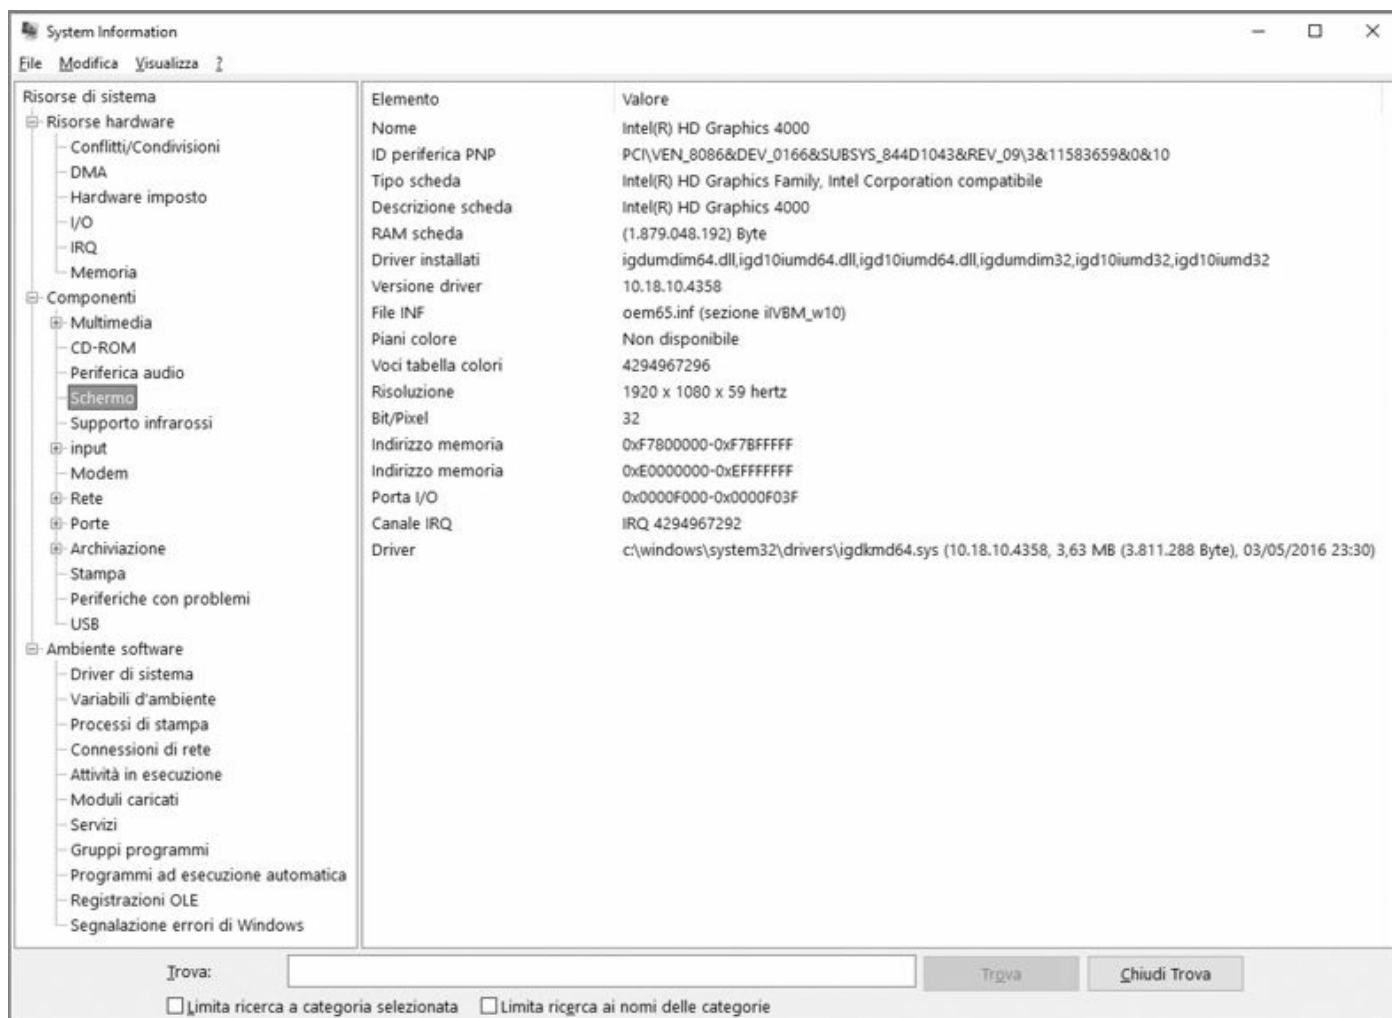 System Information
File Modifica Visualizza ?
Risorse di sistema
Risorse hardware
Conflitti/Condivisioni
DMA
Hardware imposto
I/O
IRQ
Memoria
Componenti
Multimedia
CD-ROM
Periferica audio
Schermo
Supporto infrarossi
input
Modem
Rete
Porte
Archiviazione
Stampa
Periferiche con problemi
USB
Ambiente software
Driver di sistema
Variabili d'ambiente
Processi di stampa
Connessioni di rete
Attività in esecuzione
Moduli caricati
Servizi
Gruppi programmi
Programmi ad esecuzione automatica
Registrazioni OLE
Segnalazione errori di Windows
Elemento Valore
Nome Intel(R) HD Graphics 4000
ID periferica PNP PCI\VEN_8086&DEV_0166&SUBSYS_844D1043&REV_09\3&11583659&0&10
Tipo scheda Intel(R) HD Graphics Family, Intel Corporation compatibile
Descrizione scheda Intel(R) HD Graphics 4000
RAM scheda (1.879.048.192) Byte
Driver installati igdumdim64.dll,igd10iumd64.dll,igd10iumd64.dll,igdumdim32,igd10iumd32,igd10iumd32
Versione driver 10.18.10.4358
File INF oem65.inf (sezione iIVBM_w10)
Piani colore Non disponibile
Voci tabella colori 4294967296
Risoluzione 1920 x 1080 x 59 hertz
Bit/Pixel 32
Indirizzo memoria 0xF7800000-0xF7BFFFFF
Indirizzo memoria 0xE0000000-0xEFFFFFFF
Porta I/O 0x0000F000-0x0000F03F
Canale IRQ IRQ 4294967292
Driver c:\windows\system32\drivers\igdkmd64.sys (10.18.10.4358, 3,63 MB (3.811.288 Byte), 03/05/2016 23:30)
Trova: Trova Chiudi Trova
Limita ricerca a categoria selezionata Limita ricerca ai nomi delle categorie